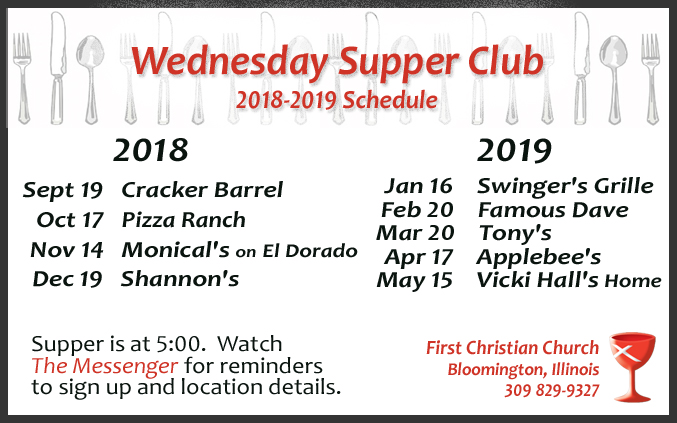 Wednesday Supper Club
2018-2019 Schedule
2018
Sept 19 Cracker Barrel
Oct 17 Pizza Ranch
Nov 14 Monical's on El Dorado
Dec 19 Shannon's
2019
Jan 16 Swinger's Grille
Feb 20 Famous Dave
Mar 20 Tony's
Apr 17 Applebee's
May 15 Vicki Hall's Home
Supper is at 5:00. Watch
The Messenger for reminders
to sign up and location details.
First Christian Church
Bloomington, Illinois
309 829-9327